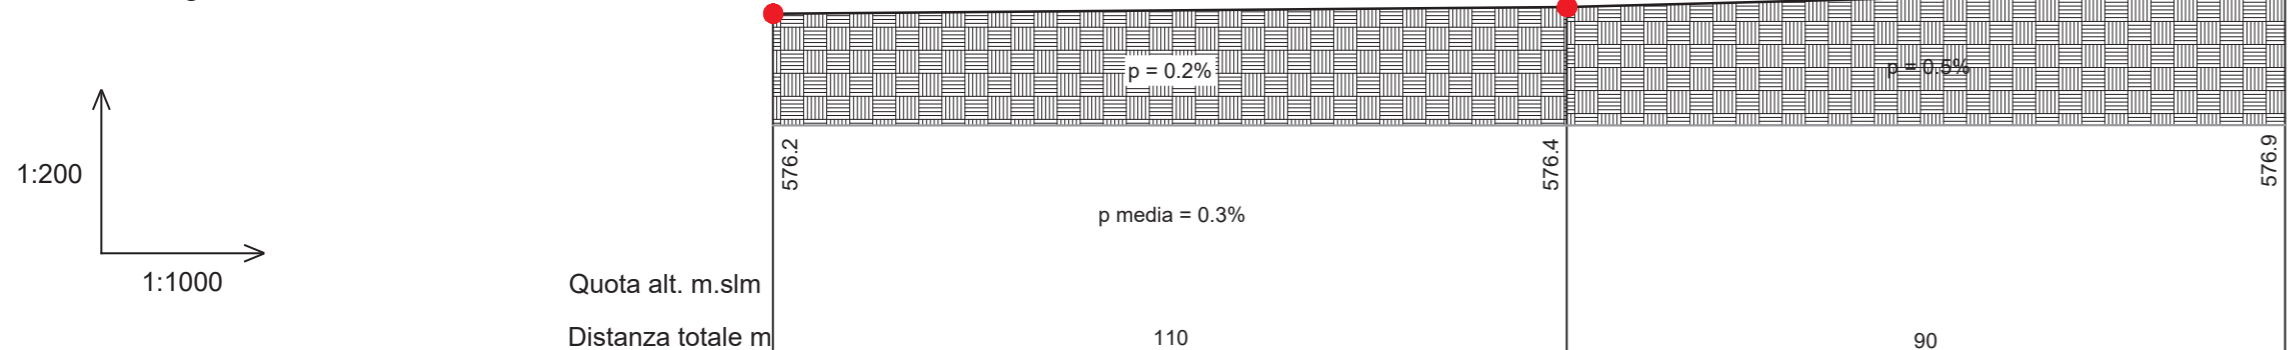 p = 0.2%
p = 0.5%
576.2
576.4
576.9
1:200
p media = 0.3%
1:1000
Quota alt. m.slm
Distanza totale m
110
90